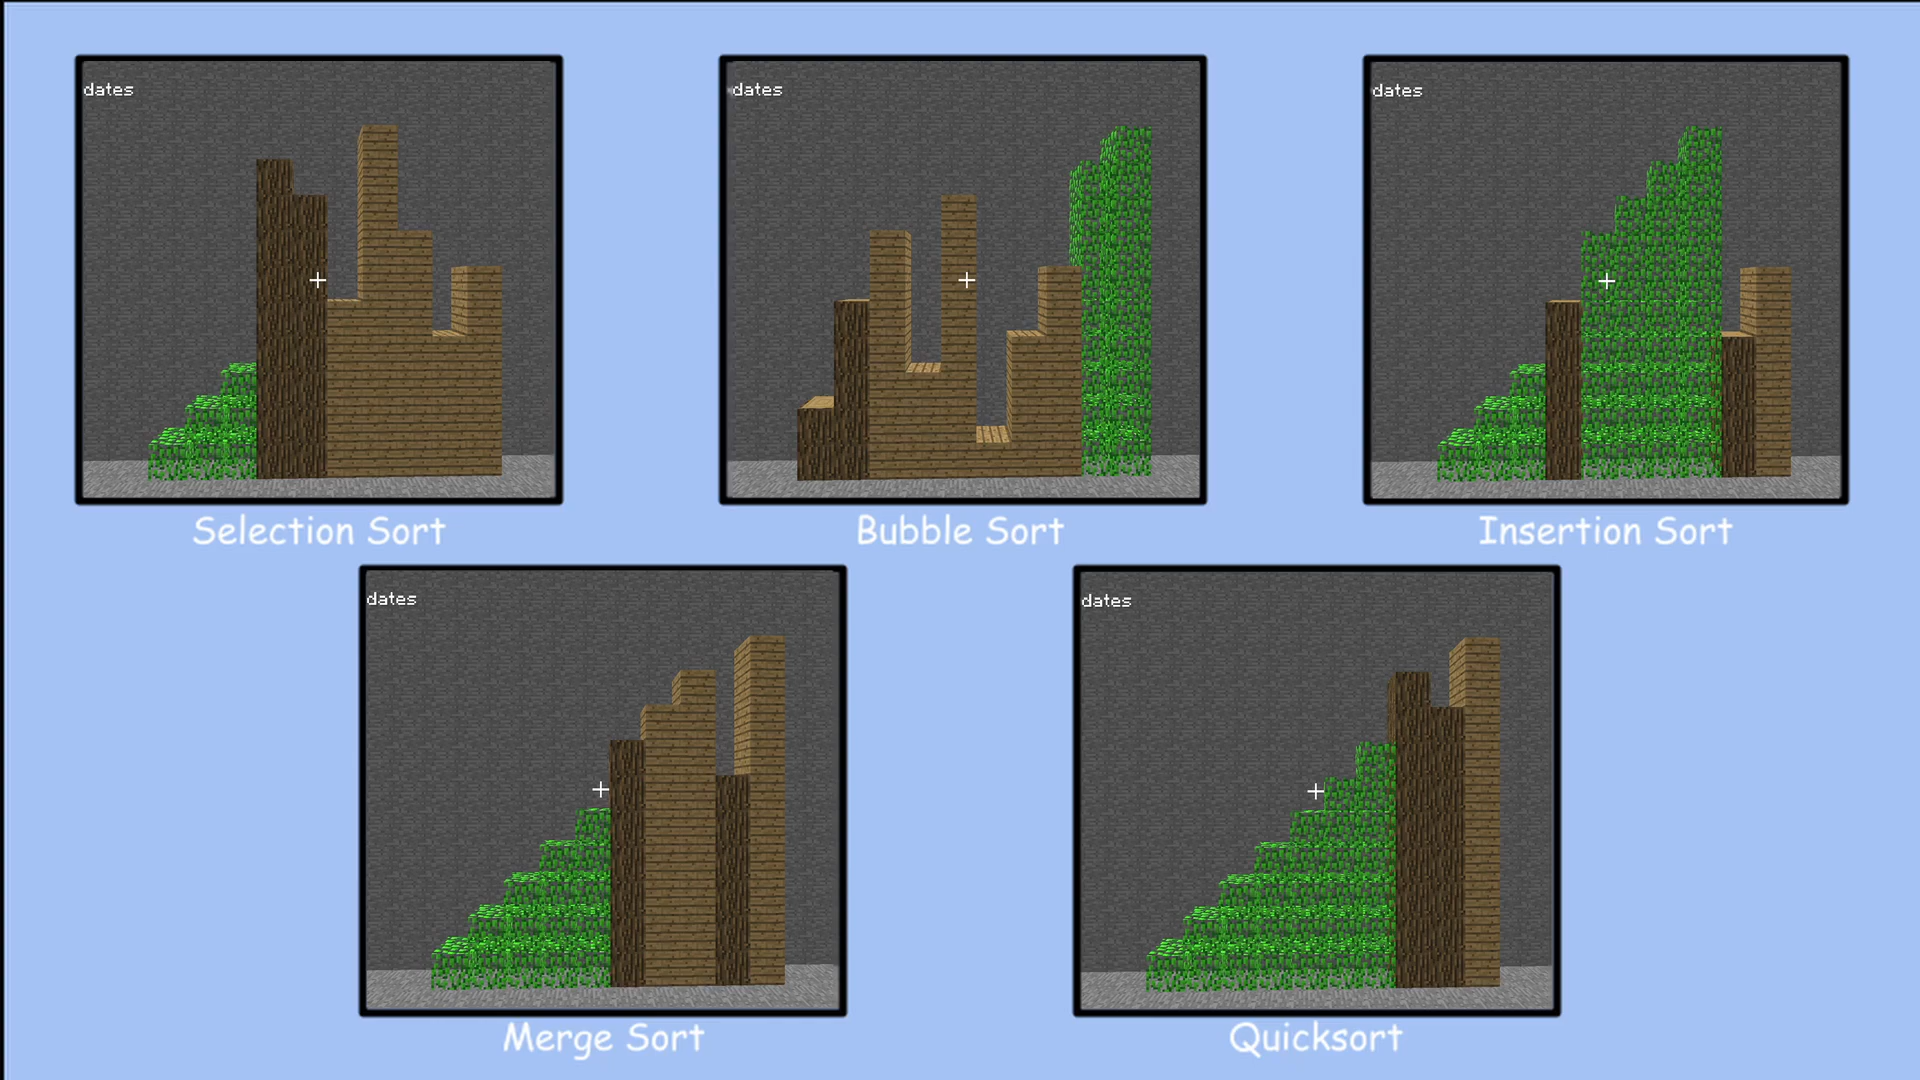 dates
dates
dates
Selection Sort
Bubble Sort
Insertion Sort
dates
dates
Merge Sort
Quicksort